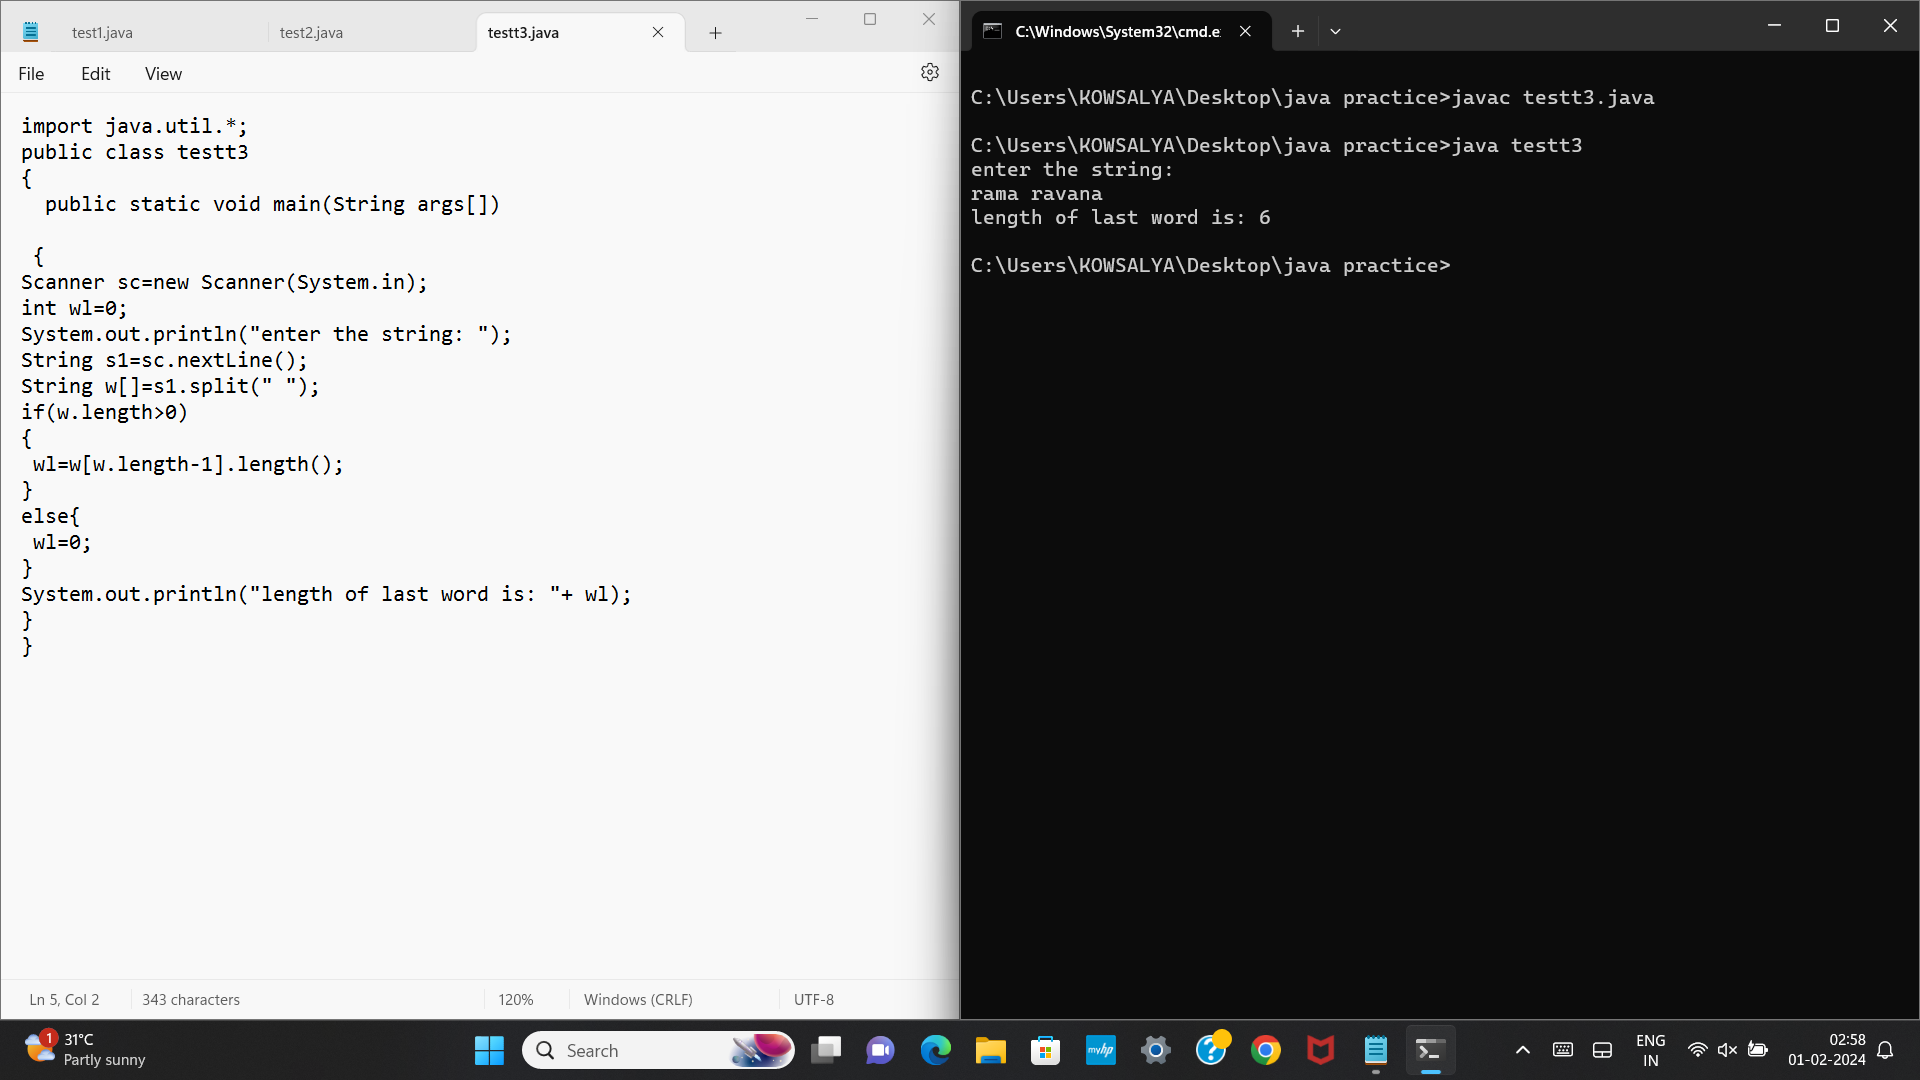 test1.java
test2.java
testt3.java
File
Edit
View
import java.util.*;
public class testt3
{
  public static void main(String args[])
 {
Scanner sc=new Scanner(System.in);
int wl=0;
System.out.println("enter the string: ");
String s1=sc.nextLine();
String w[]=s1.split(" ");
if(w.length>0)
{
 wl=w[w.length-1].length();
}
else{
 wl=0;
}
System.out.println("length of last word is: "+ wl);
}
}
Ln 5, Col 2
343 characters
120%
Windows (CRLF)
UTF-8
C:\Windows\System32\cmd.e
C:\Users\KOWSALYA\Desktop\java practice>javac testt3.java
C:\Users\KOWSALYA\Desktop\java practice>java testt3
enter the string:
rama ravana
length of last word is: 6
C:\Users\KOWSALYA\Desktop\java practice>
1
31°C
Partly sunny
Search
myhp
ENG
IN
02:58
01-02-2024